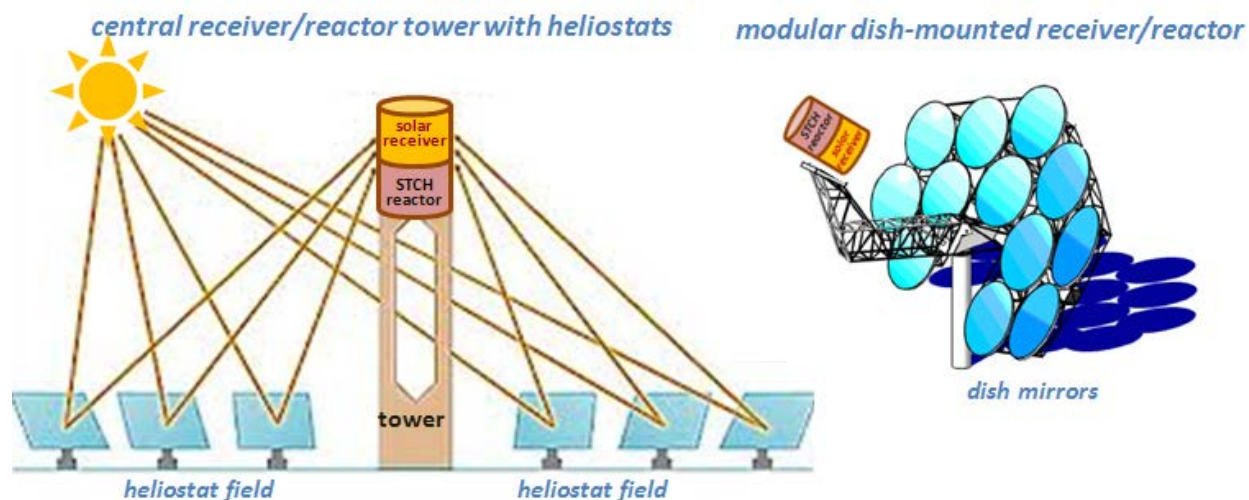 central receiver/reactor tower with heliostats
modular dish-mounted receiver/reactor
solar
receiver
STCH
reactor
STCH
reactor
solar
receiver
tower
dish mirrors
heliostat field
heliostat field